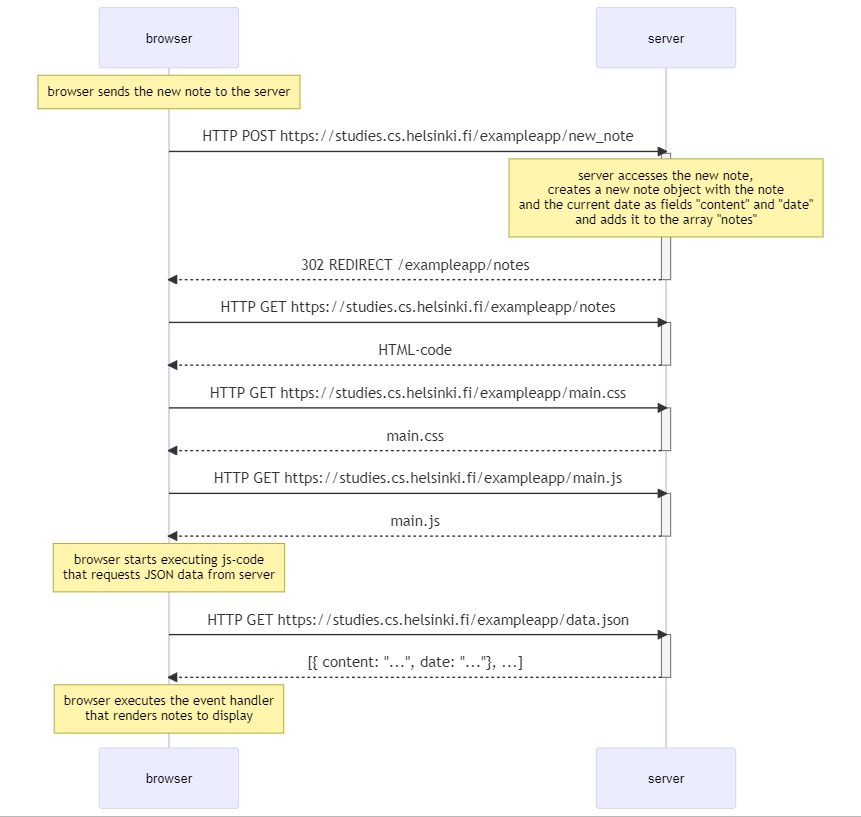 browser
server
browser sends the new note to the server
HTTP POST https://studies.cs.helsinki.fi/exampleapp/new_note
server accesses the new note,
creates a new note object with the note
and the current date as fields "content" and "date"
and adds it to the array "notes"
302 REDIRECT /exampleapp/notes
HTTP GET https://studies.cs.helsinki.fi/exampleapp/notes
HTML-code
HTTP GET https://studies.cs.helsinki.fi/exampleapp/main.css
main.css
HTTP GET https://studies.cs.helsinki.fi/exampleapp/main.js
main.js
browser starts executing js-code
that requests JSON data from server
HTTP GET https://studies.cs.helsinki.fi/exampleapp/data.json
[{ content: "...", date: "..."}, ...]
browser executes the event handler
that renders notes to display
browser
server